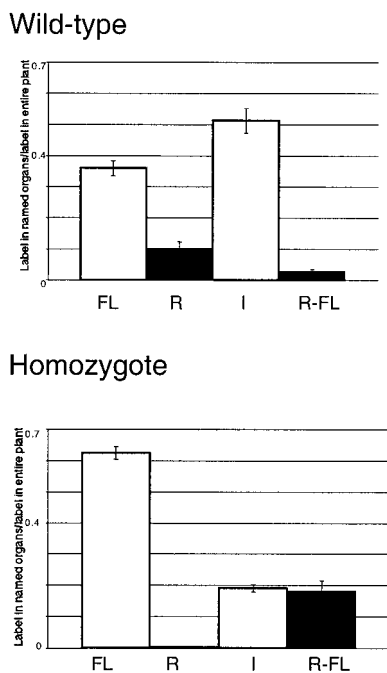 Wild-type
Label in named organs/label in entire plant
0.7
0.4
0
FL R I R-FL
Homozygote
Label in named organs/label in entire plant
0.7
0.4
0
FL R I R-FL